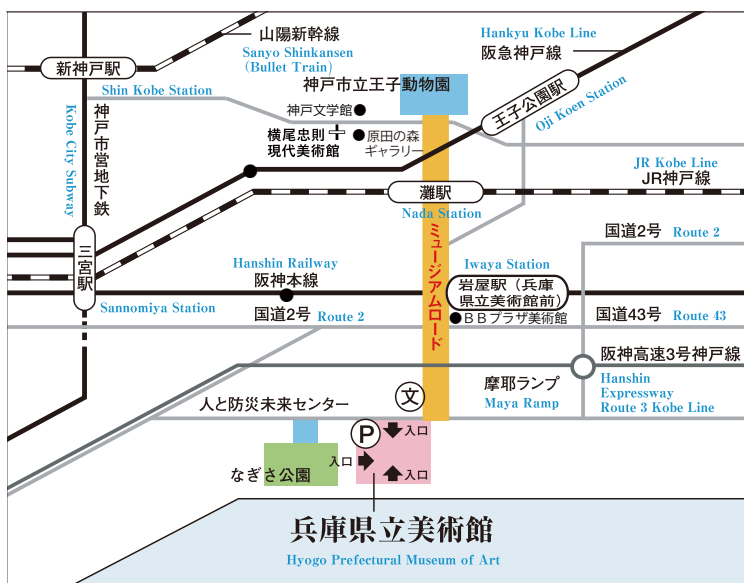 山陽新幹線
Sanyo Shinkansen
(Bullet Train)
Hankyu Kobe Line
阪急神戸線
新神戸駅
Shin Kobe Station
神戸市立王子動物園
王子公園駅
Oji Koen Station
神戸文学館
横尾忠則
現代美術館
原田の森
ギャラリー
神戸市営地下鉄
Kobe City Subway
JR Kobe Line
JR神戸線
灘駅
Nada Station
ミュージアムロード
国道2号 Route 2
三宮駅
Sannomiya Station
Hanshin Railway
阪神本線
Iwaya Station
岩屋駅（兵庫
県立美術館前）
国道2号 Route 2
BBプラザ美術館
国道43号 Route 43
阪神高速3号神戸線
Hanshin
Expressway
Route 3 Kobe Line
摩耶ランプ
Maya Ramp
文
人と防災未来センター
P
入口
入口
入口
なぎさ公園
兵庫県立美術館
Hyogo Prefectural Museum of Art